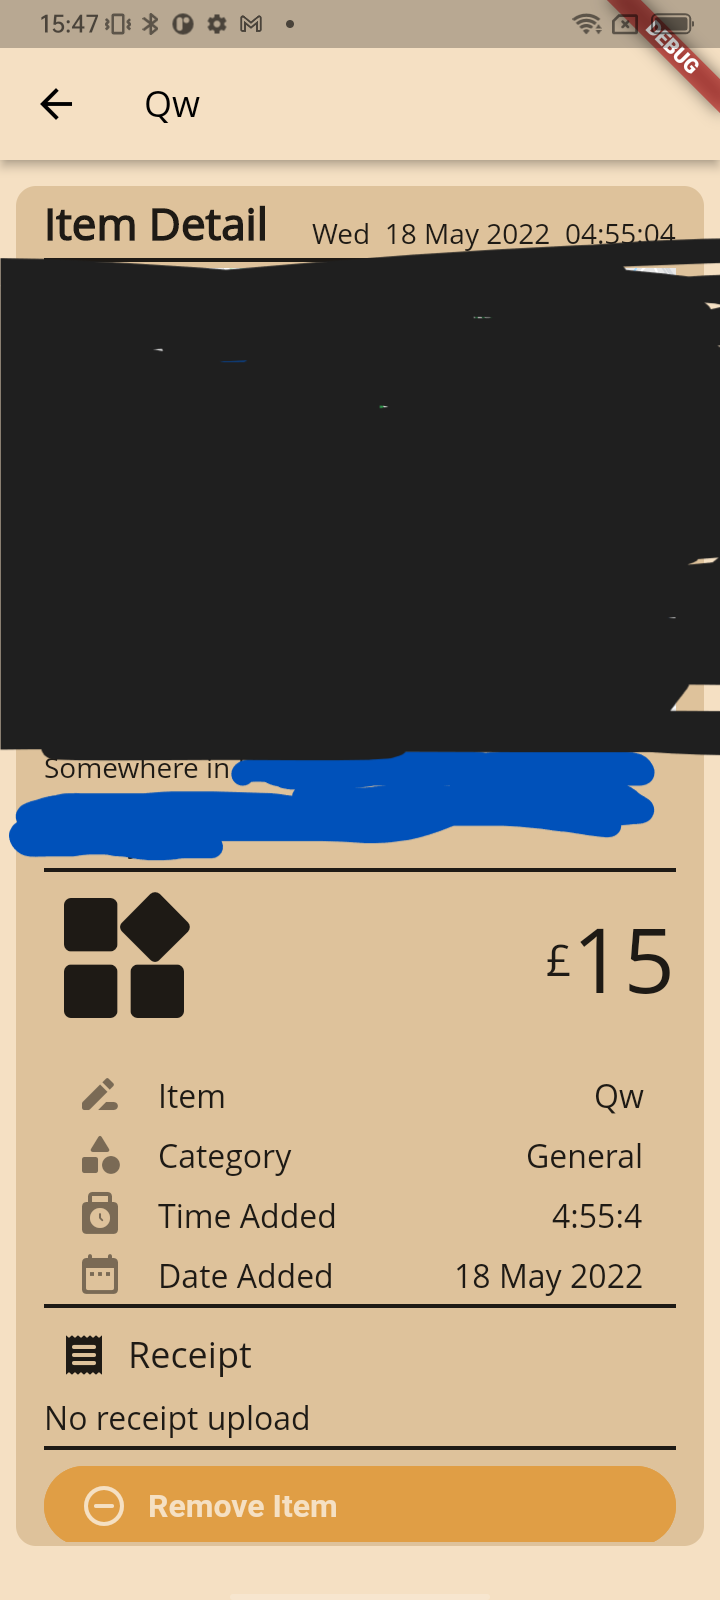 15:47
DEBUG
Qw
Item Detail
Wed 18 May 2022 04:55:04
Somewhere in
£15
Item Qw
Category General
Time Added 4:55:4
Date Added 18 May 2022
Receipt
No receipt upload
Remove Item